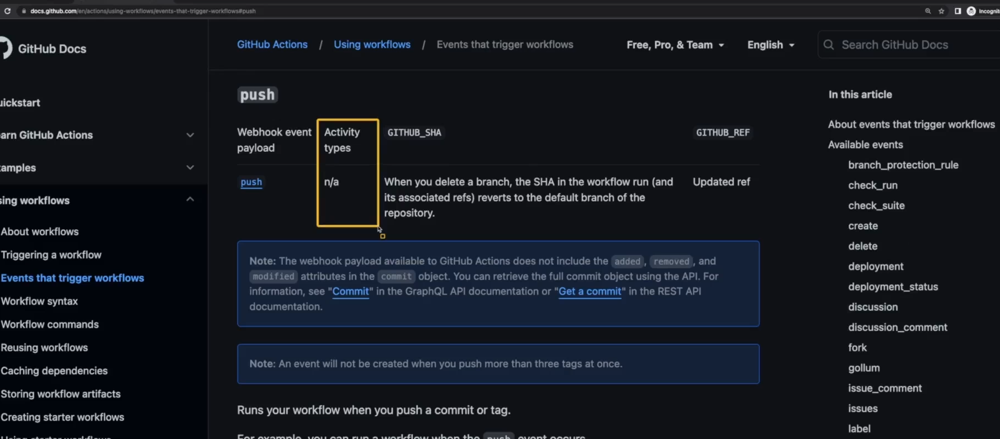 docs.github.com/en/actions/using-workflows/events-that-trigger-workflows#push
Incognit
GitHub Docs
GitHub Actions / Using workflows / Events that trigger workflows
Free, Pro, & Team
English
Search GitHub Docs
uickstart
earn GitHub Actions
amples
sing workflows
About workflows
Triggering a workflow
Events that trigger workflows
Workflow syntax
Workflow commands
Reusing workflows
Caching dependencies
Storing workflow artifacts
Creating starter workflows
push
Webhook event payload
Activity types
GITHUB_SHA
GITHUB_REF
push
n/a
When you delete a branch, the SHA in the workflow run (and
its associated refs) reverts to the default branch of the
repository.
Updated ref
Note: The webhook payload available to GitHub Actions does not include the added, removed, and
modified attributes in the commit object. You can retrieve the full commit object using the API. For
information, see "Commit" in the GraphQL API documentation or "Get a commit" in the REST API
documentation.
Note: An event will not be created when you push more than three tags at once.
Runs your workflow when you push a commit or tag.
For example, you can run a workflow when the push event occurs.
In this article
About events that trigger workflows
Available events
branch_protection_rule
check_run
check_suite
create
delete
deployment
deployment_status
discussion
discussion_comment
fork
gollum
issue_comment
issues
label